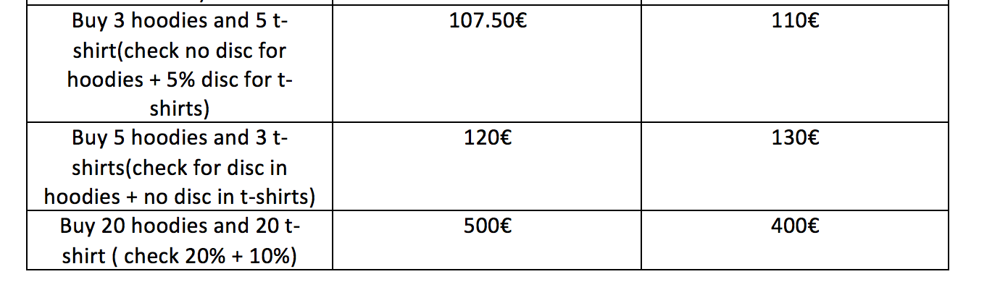 Buy 3 hoodies and 5 t-
shirt(check no disc for
hoodies + 5% disc for t-
shirts)
107.50€
110€
Buy 5 hoodies and 3 t-
shirts(check for disc in
hoodies + no disc in t-shirts)
120€
130€
Buy 20 hoodies and 20 t-
shirt ( check 20% + 10%)
500€
400€